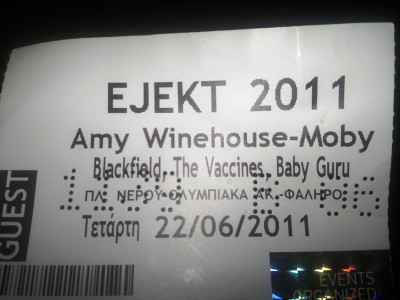 EJEKT 2011
Amy Winehouse-Moby
Blackfield, The Vaccines, Baby Guru
ΠΛ. ΝΕΡΟΥ-ΟΛΥΜΠΙΑΚΑ ΑΚ.-ΦΑΛΗΡΟ
Τετάρτη 22/06/2011
GUEST
EVENTS
ORGANIZED